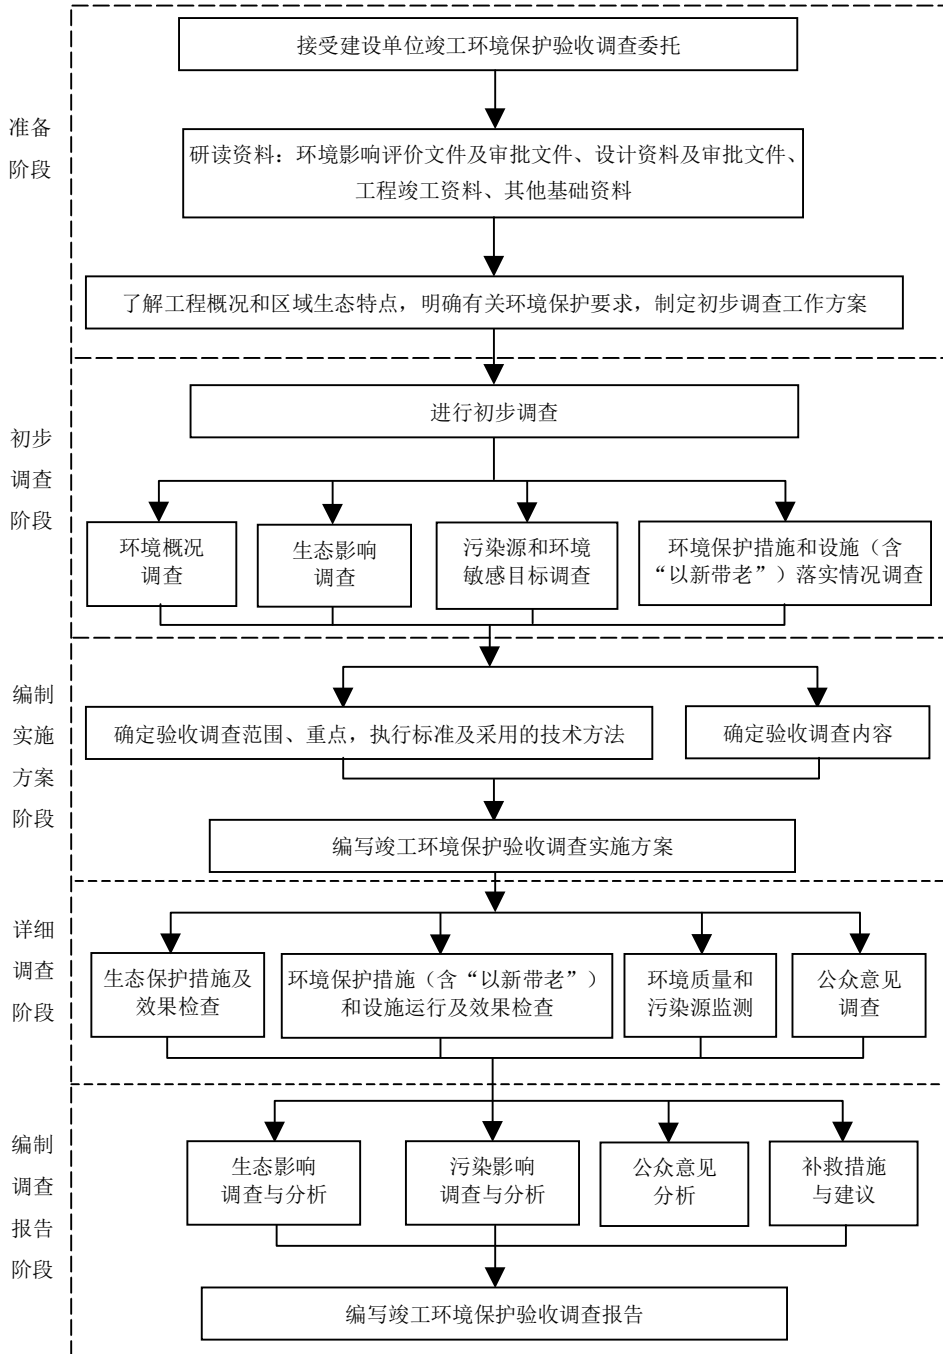 接受建设单位竣工环境保护验收调查委托
准备
阶段
研读资料：环境影响评价文件及审批文件、设计资料及审批文件、
工程竣工资料、其他基础资料
了解工程概况和区域生态特点，明确有关环境保护要求，制定初步调查工作方案
初步
调查
阶段
进行初步调查
环境概况
调查
生态影响
调查
污染源和环境
敏感目标调查
环境保护措施和设施（含
“以新带老”）落实情况调查
编制
实施
方案
阶段
确定验收调查范围、重点，执行标准及采用的技术方法
确定验收调查内容
编写竣工环境保护验收调查实施方案
详细
调查
阶段
生态保护措施及
效果检查
环境保护措施（含“以新带老”）
和设施运行及效果检查
环境质量和
污染源监测
公众意见
调查
编制
调查
报告
阶段
生态影响
调查与分析
污染影响
调查与分析
公众意见
分析
补救措施
与建议
编写竣工环境保护验收调查报告